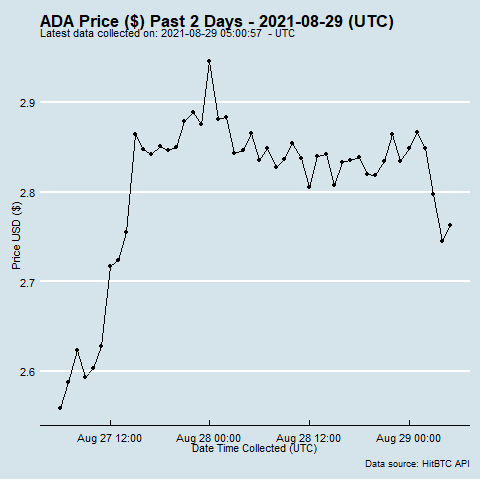 ADA Price ($) Past 2 Days - 2021-08-29 (UTC)
Latest data collected on: 2021-08-29 05:00:57  - UTC
2.9
2.8
2.7
2.6
Price USD ($)
Aug 27 12:00 Aug 28 00:00 Aug 28 12:00 Aug 29 00:00
Date Time Collected (UTC)
Data source: HitBTC API